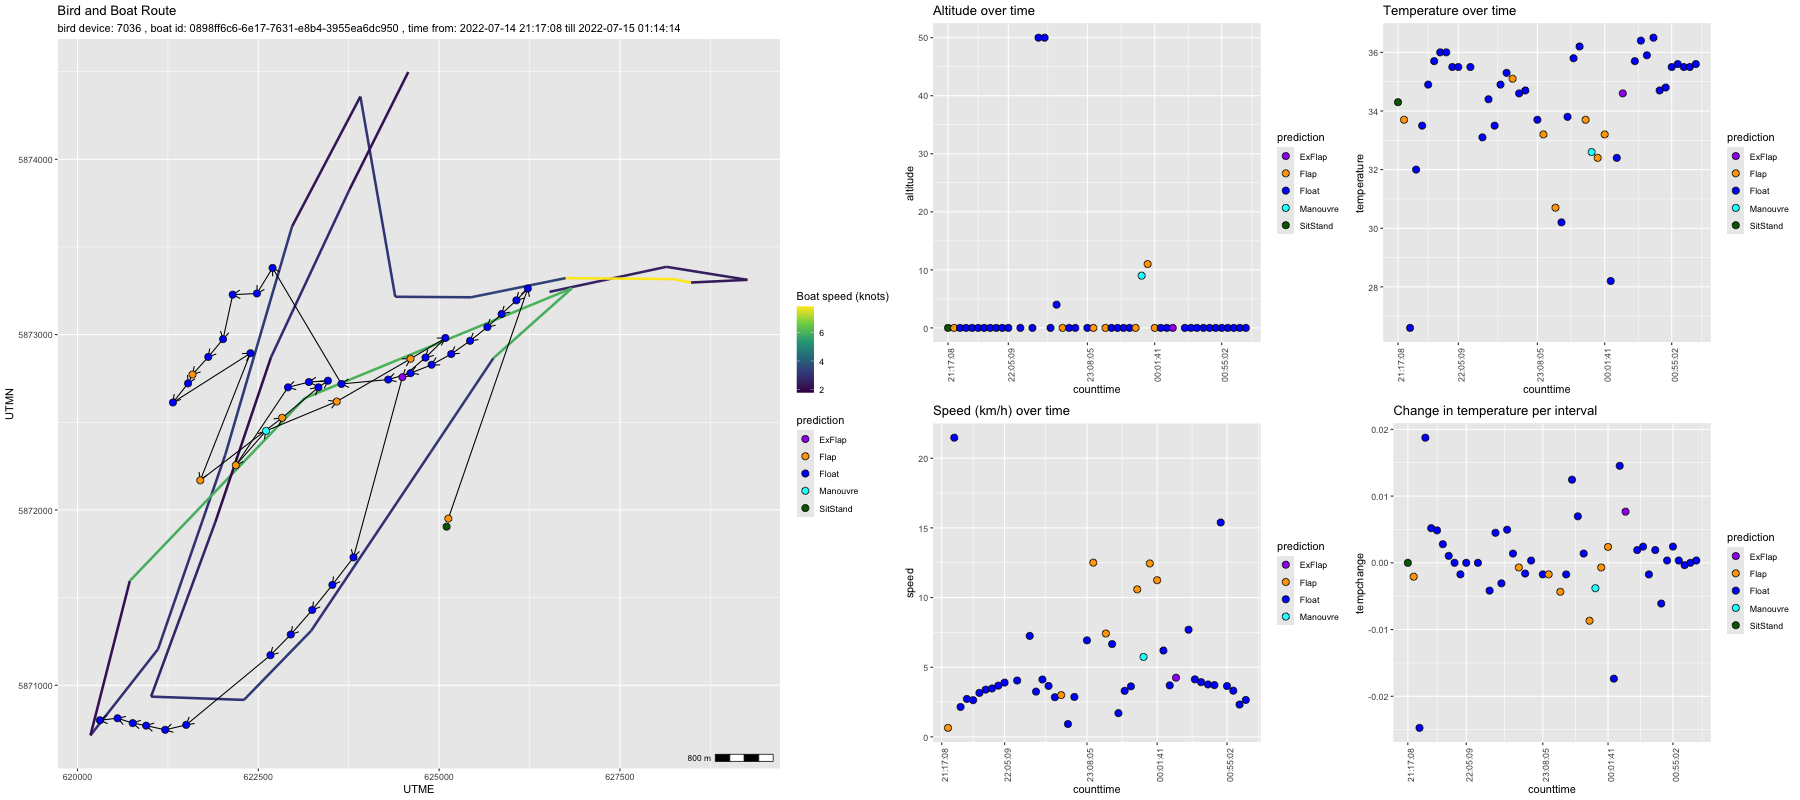 Bird and Boat Route
bird device: 7036 , boat id: 0898ff6c6-6e17-7631-e8b4-3955ea6dc950 , time from: 2022-07-14 21:17:08 till 2022-07-15 01:14:14
5874000
5873000
5872000
5871000
UTMN
620000
622500
625000
627500
UTME
800 m
Boat speed (knots)
6
4
2
prediction
ExFlap
Flap
Float
Manouvre
SitStand
Altitude over time
50
40
30
20
10
0
altitude
21:17:08
22:05:09
23:08:05
00:01:41
00:55:02
counttime
prediction
ExFlap
Flap
Float
Manouvre
SitStand
Temperature over time
36
34
32
30
28
temperature
21:17:08
22:05:09
23:08:05
00:01:41
00:55:02
counttime
prediction
ExFlap
Flap
Float
Manouvre
SitStand
Speed (km/h) over time
20
15
10
5
0
speed
21:17:08
22:05:09
23:08:05
00:01:41
00:55:02
counttime
prediction
ExFlap
Flap
Float
Manouvre
Change in temperature per interval
0.02
0.01
0.00
-0.01
-0.02
tempchange
21:17:08
22:05:09
23:08:05
00:01:41
00:55:02
counttime
prediction
ExFlap
Flap
Float
Manouvre
SitStand